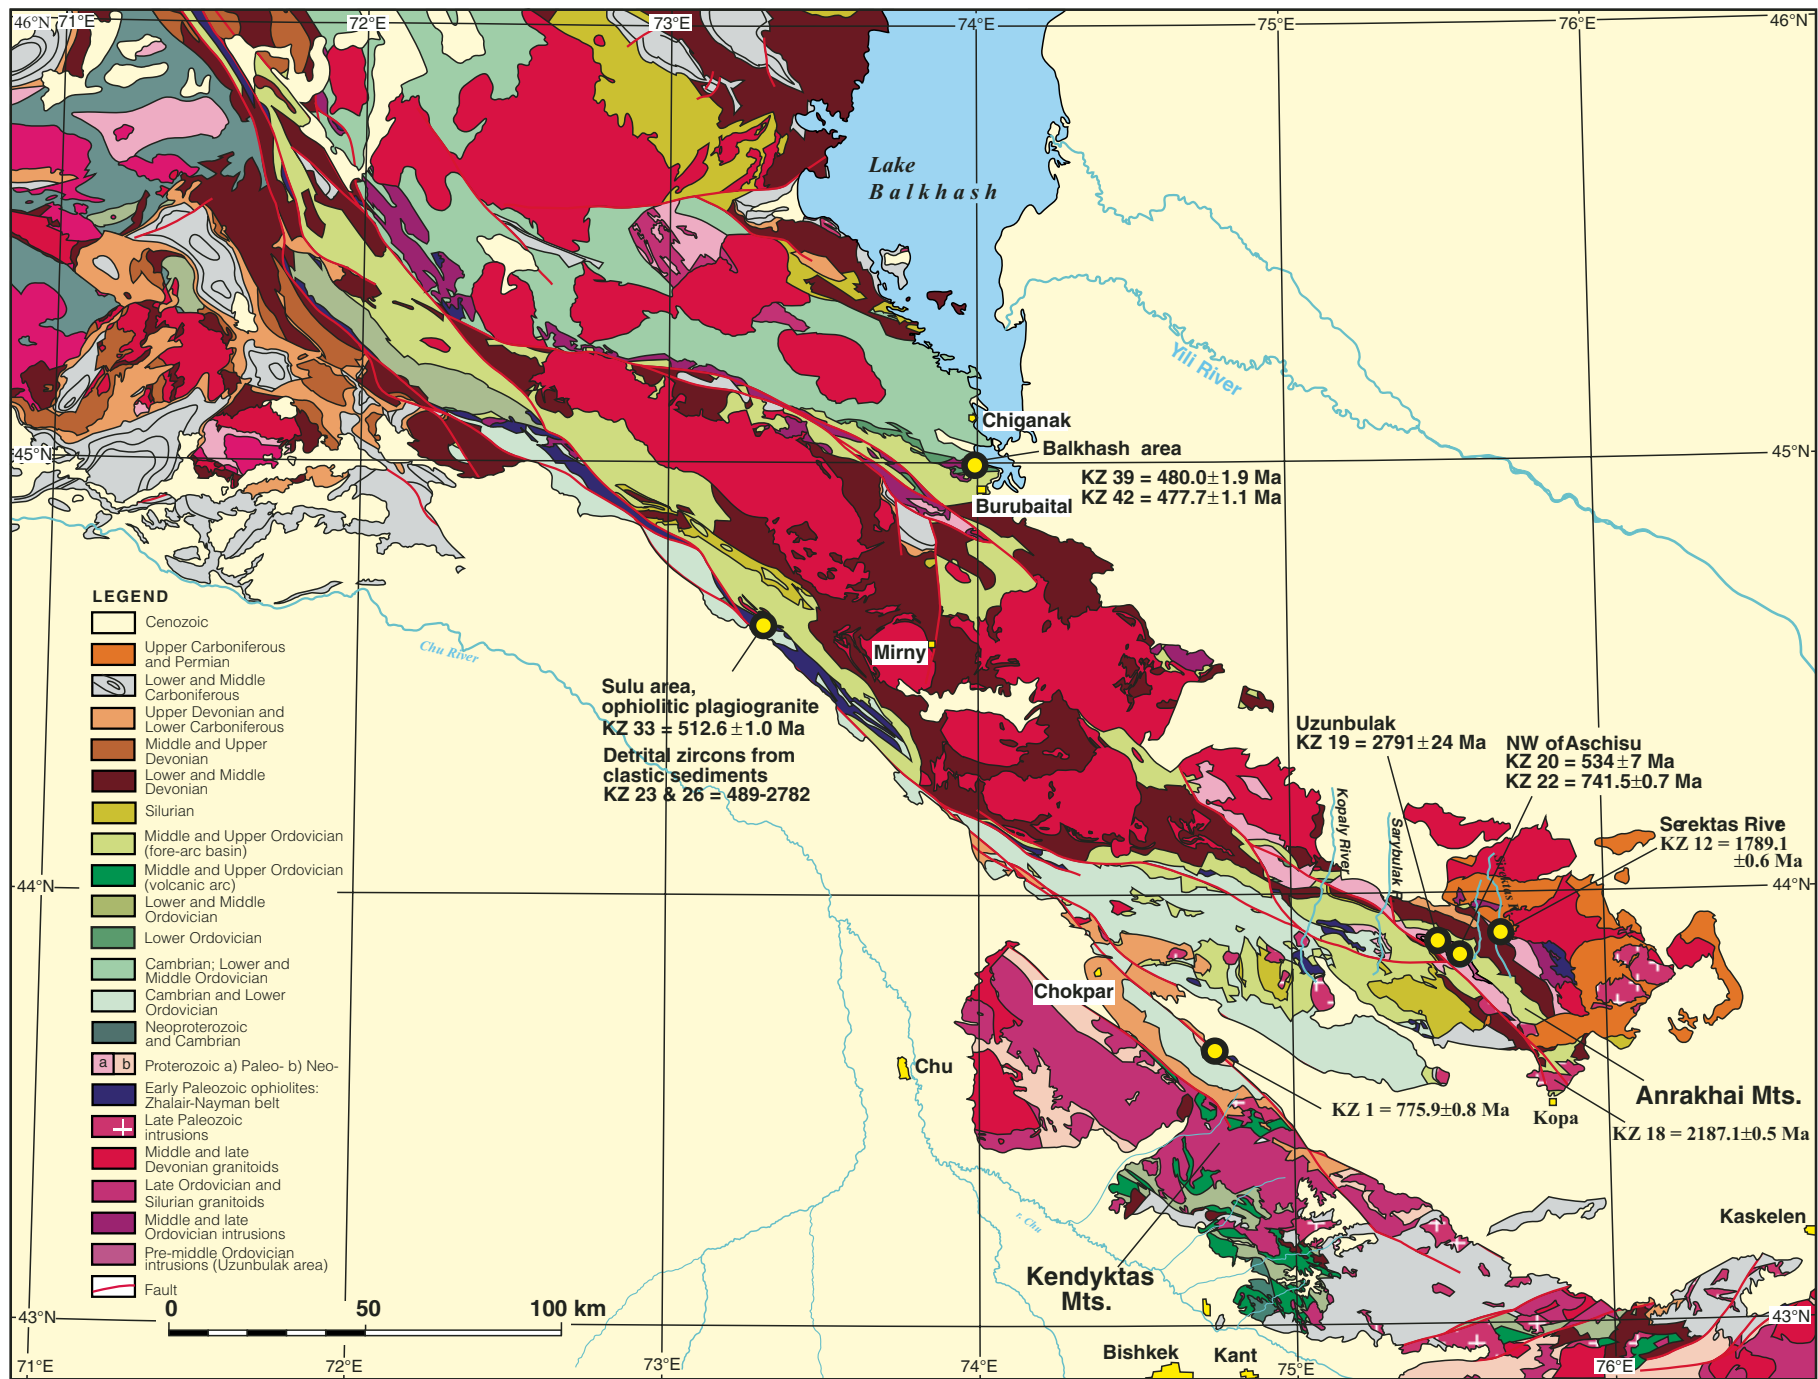 46°N
71°E
72°E
73°E
74°E
75°E
76°E
46°N
Lake
Balkhash
Yili River
Chiganak
45°N
Balkhash area
45°N
KZ 39 = 480.0±1.9 Ma
KZ 42 = 477.7±1.1 Ma
Burubaital
LEGEND
Cenozoic
Upper Carboniferous
and Permian
Lower and Middle
Carboniferous
Upper Devonian and
Lower Carboniferous
Middle and Upper
Devonian
Lower and Middle
Devonian
Silurian
Middle and Upper Ordovician
(fore-arc basin)
Middle and Upper Ordovician
(volcanic arc)
Lower and Middle
Ordovician
Lower Ordovician
Cambrian; Lower and
Middle Ordovician
Cambrian and Lower
Ordovician
Neoproterozoic
and Cambrian
a b Proterozoic a) Paleo- b) Neo-
Early Paleozoic ophiolites:
Zhalair-Nayman belt
Late Paleozoic
intrusions
Middle and late
Devonian granitoids
Late Ordovician and
Silurian granitoids
Middle and late
Ordovician intrusions
Pre-middle Ordovician
intrusions (Uzunbulak area)
Fault
0 50 100 km
Chu River
Mirny
Sulu area,
ophiolitic plagiogranite
KZ 33 = 512.6±1.0 Ma
Detrital zircons from
clastic sediments
KZ 23 & 26 = 489-2782
Uzunbulak
KZ 19 = 2791±24 Ma
NW of Aschisu
KZ 20 = 534±7 Ma
KZ 22 = 741.5±0.7 Ma
Kopaly River
Sarybulak R
Serektas Rive
KZ 12 = 1789.1
±0.6 Ma
44°N
44°N
Chokpar
Chu
KZ 1 = 775.9±0.8 Ma
Anrakhai Mts.
Kopa
KZ 18 = 2187.1±0.5 Ma
r. Chu
Kaskelen
Kendyktas
Mts.
43°N
43°N
Bishkek
Kant
71°E
72°E
73°E
74°E
75°E
76°E